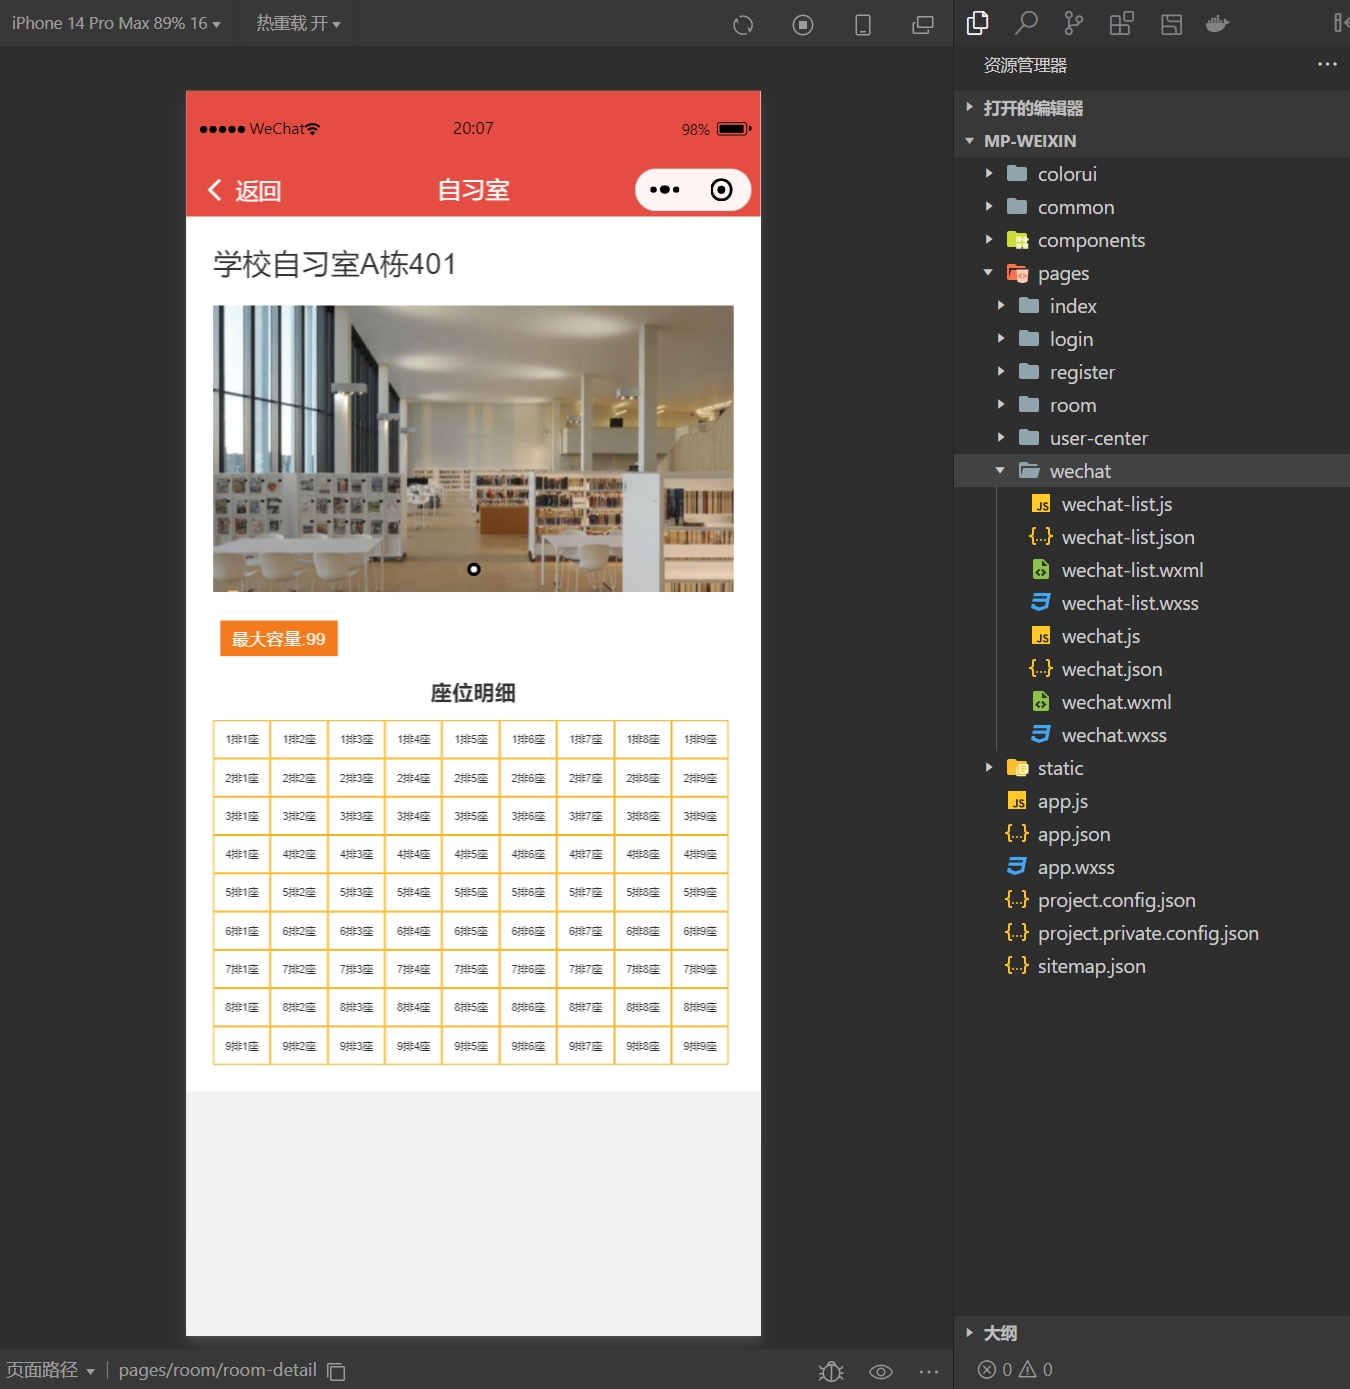 iPhone 14 Pro Max 89% 16
热重载 开
WeChat
20:07
98%
返回
自习室
学校自习室A栋401
最大容量:99
座位明细
1排1座 1排2座 1排3座 1排4座 1排5座 1排6座 1排7座 1排8座 1排9座
2排1座 2排2座 2排3座 2排4座 2排5座 2排6座 2排7座 2排8座 2排9座
3排1座 3排2座 3排3座 3排4座 3排5座 3排6座 3排7座 3排8座 3排9座
4排1座 4排2座 4排3座 4排4座 4排5座 4排6座 4排7座 4排8座 4排9座
5排1座 5排2座 5排3座 5排4座 5排5座 5排6座 5排7座 5排8座 5排9座
6排1座 6排2座 6排3座 6排4座 6排5座 6排6座 6排7座 6排8座 6排9座
7排1座 7排2座 7排3座 7排4座 7排5座 7排6座 7排7座 7排8座 7排9座
8排1座 8排2座 8排3座 8排4座 8排5座 8排6座 8排7座 8排8座 8排9座
9排1座 9排2座 9排3座 9排4座 9排5座 9排6座 9排7座 9排8座 9排9座
页面路径
pages/room/room-detail
资源管理器
打开的编辑器
MP-WEIXIN
colorui
common
components
pages
index
login
register
room
user-center
wechat
wechat-list.js
wechat-list.json
wechat-list.wxml
wechat-list.wxss
wechat.js
wechat.json
wechat.wxml
wechat.wxss
static
app.js
app.json
app.wxss
project.config.json
project.private.config.json
sitemap.json
大纲
0 0